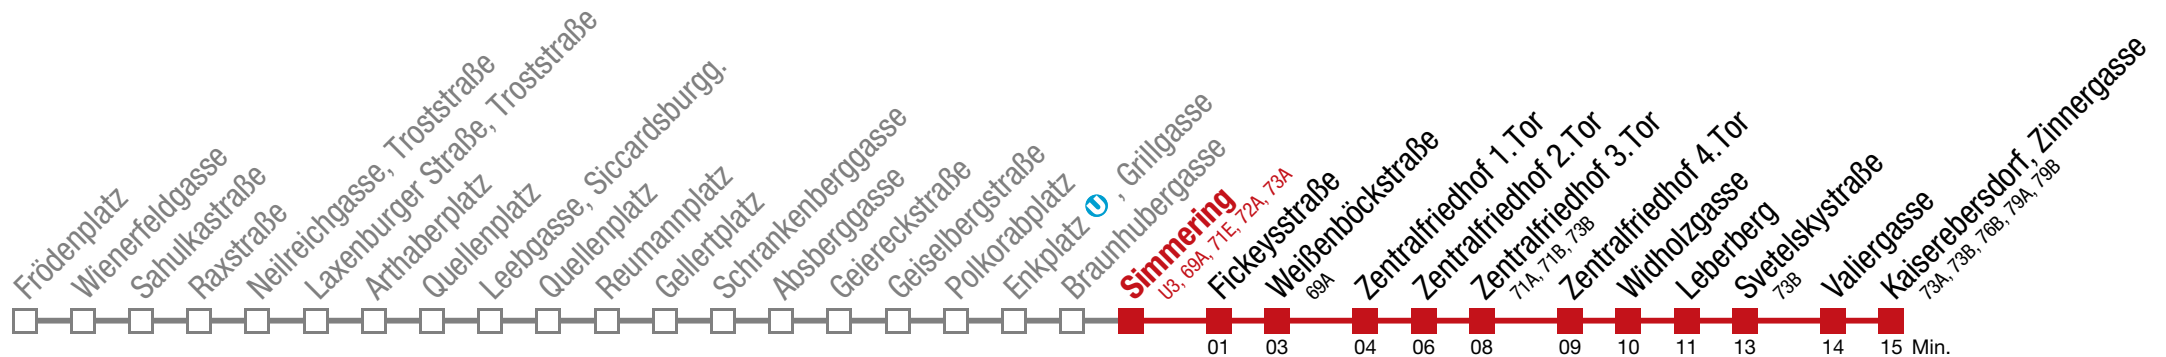 Frödenplatz
Wienerfeldgasse
Sahulkastraße
Raxstraße
Neilreichgasse, Troststraße
Laxenburger Straße, Troststraße
Arthaberplatz
Quellenplatz
Leebgasse, Siccardsburgg.
Quellenplatz
Reumannplatz
Gellertplatz
Schrankenberggasse
Absberggasse
Geiereckstraße
Geiselbergstraße
Polkorabplatz
Enkplatz U, Grillgasse
Braunhubergasse
Simmering
U3, 69A, 71E, 72A, 73A
Fickeysstraße
Weißenböckstraße
69A
Zentralfriedhof 1.Tor
Zentralfriedhof 2.Tor
Zentralfriedhof 3.Tor
71A, 71B, 73B
Zentralfriedhof 4.Tor
Widholzgasse
Leberberg
Svetelskystraße
73B
Valiergasse
Kaiserebersdorf, Zinnergasse
73A, 73B, 76B, 79A, 79B
01 03 04 06 08 09 10 11 13 14 15 Min.